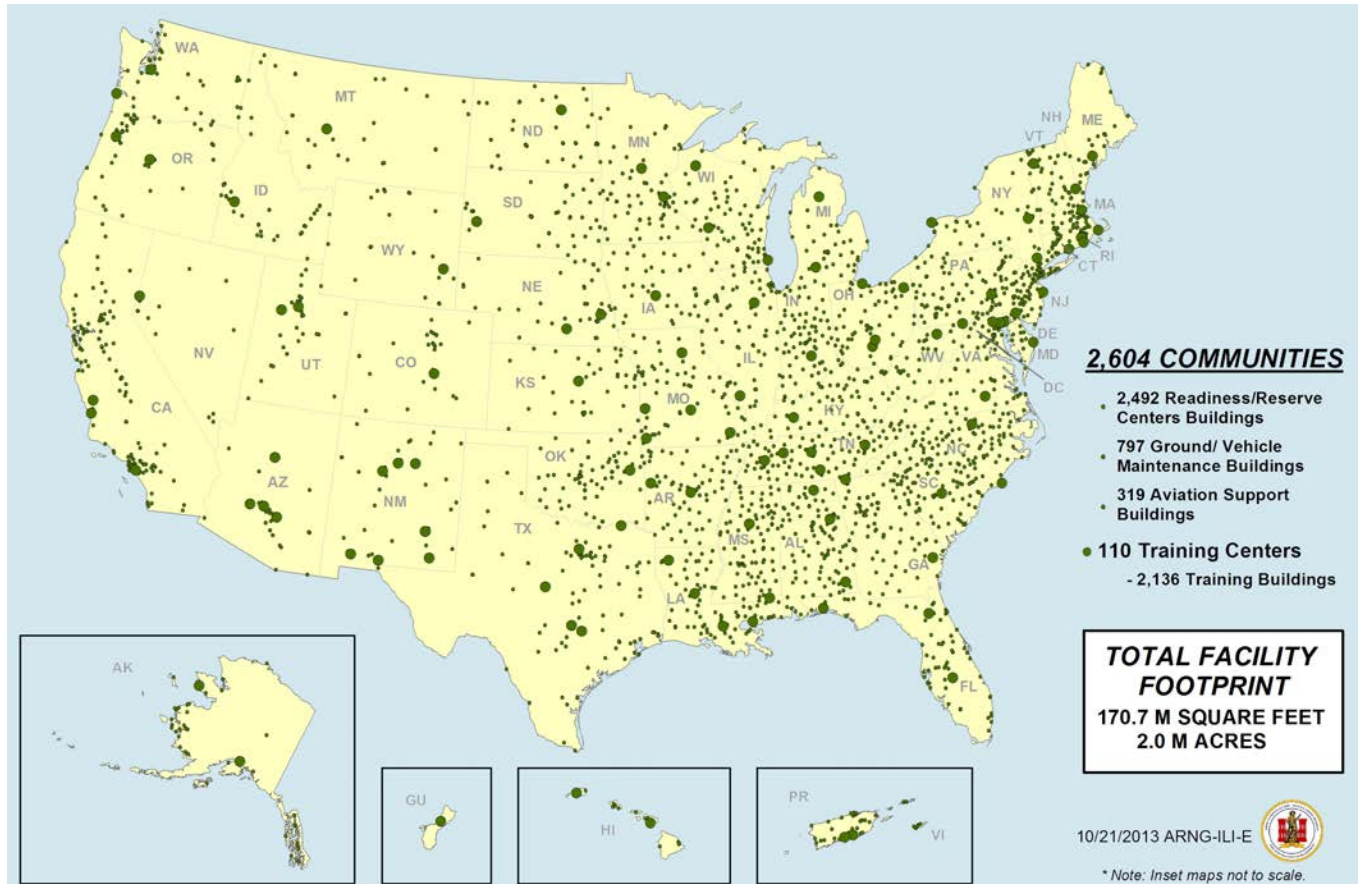 WA
MT
ND
MN
OR
ID
SD
WI
MI
WY
NE
IA
NV
UT
CO
KS
MO
IL
IN
OH
CA
AZ
NM
OK
AR
TX
LA
MS
AL
TN
KY
WV
VA
NC
SC
GA
FL
PA
NY
VT
NH
ME
MA
RI
CT
NJ
DE
MD
DC
2,604 COMMUNITIES
2,492 Readiness/Reserve
Centers Buildings
797 Ground/ Vehicle
Maintenance Buildings
319 Aviation Support
Buildings
110 Training Centers
- 2,136 Training Buildings
TOTAL FACILITY
FOOTPRINT
170.7 M SQUARE FEET
2.0 M ACRES
AK
GU
HI
PR
VI
10/21/2013 ARNG-ILI-E
* Note: Inset maps not to scale.